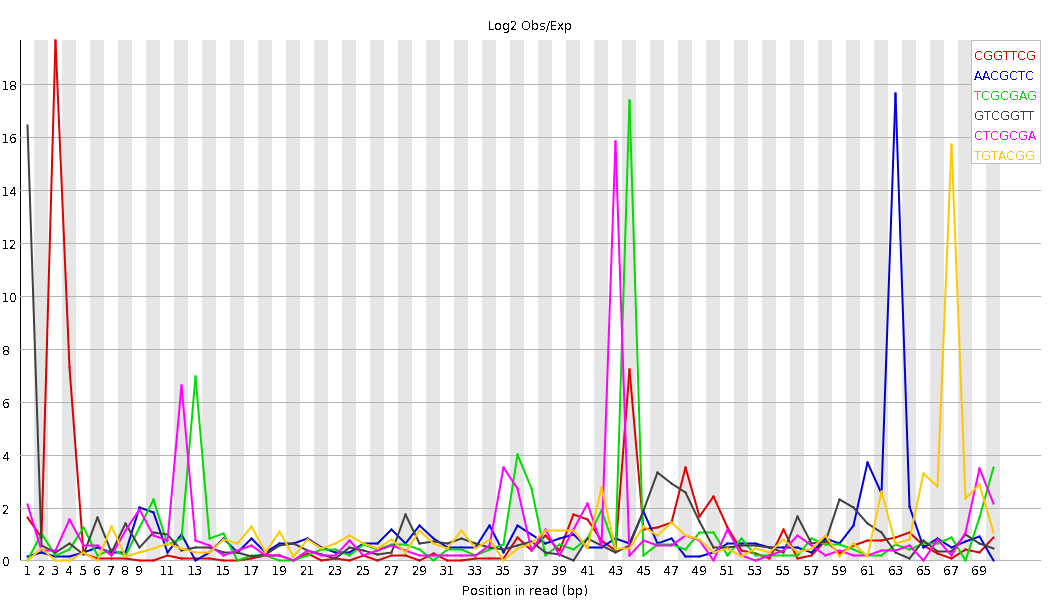 Log2 Obs/Exp
CGGTTCG
AACGCTC
TCGCGAG
GTCGGTT
CTCGCGA
TGTACGG
18
16
14
12
10
8
6
4
2
0
1 2 3 4 5 6 7 8 9 11 13 15 17 19 21 23 25 27 29 31 33 35 37 39 41 43 45 47 49 51 53 55 57 59 61 63 65 67 69
Position in read (bp)